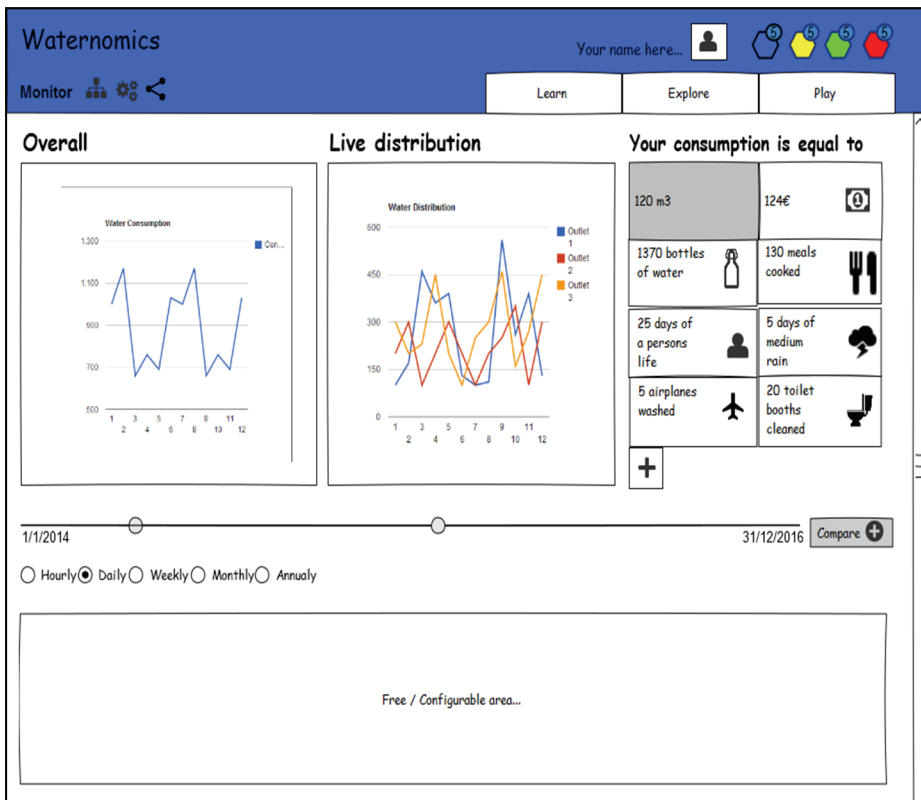 Waternomics
Your name here...
5
5
5
5
Monitor
Learn
Explore
Play
Overall
Live distribution
Your consumption is equal to
Water Consumption
1.300
1.100
900
700
500
Con...
1 3 5 7 9 11
2 4 6 8 10 12
Water Distribution
600
450
300
150
0
Outlet
1
Outlet
2
Outlet
3
1 3 5 7 9 11
2 4 6 8 10 12
120 m3
124€
1
1370 bottles
of water
130 meals
cooked
25 days of
a persons
life
5 days of
medium
rain
5 airplanes
washed
20 toilet
booths
cleaned
1/1/2014
31/12/2016
Compare
Hourly Daily Weekly Monthly Annualy
Free / Configurable area...